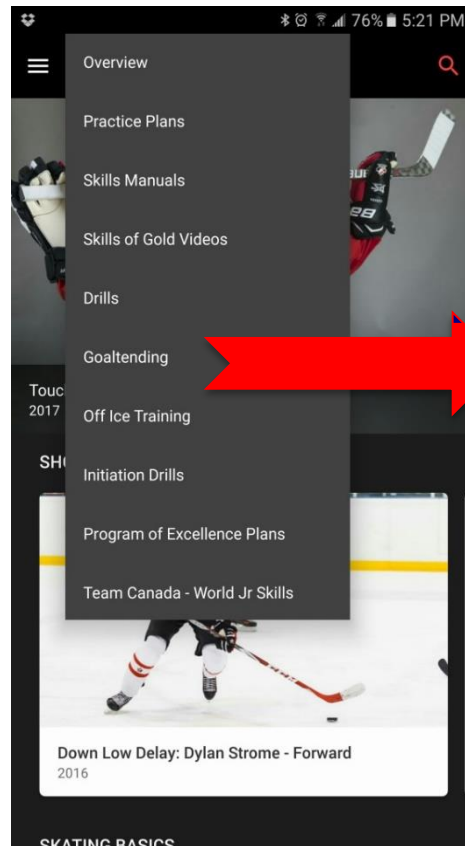 76% 5:21 PM
Overview
Practice Plans
Skills Manuals
Skills of Gold Videos
Drills
Goaltending
Touc
2017
Off Ice Training
SH
Initiation Drills
Program of Excellence Plans
Team Canada - World Jr Skills
Down Low Delay: Dylan Strome - Forward
2016
SKATING BASICS